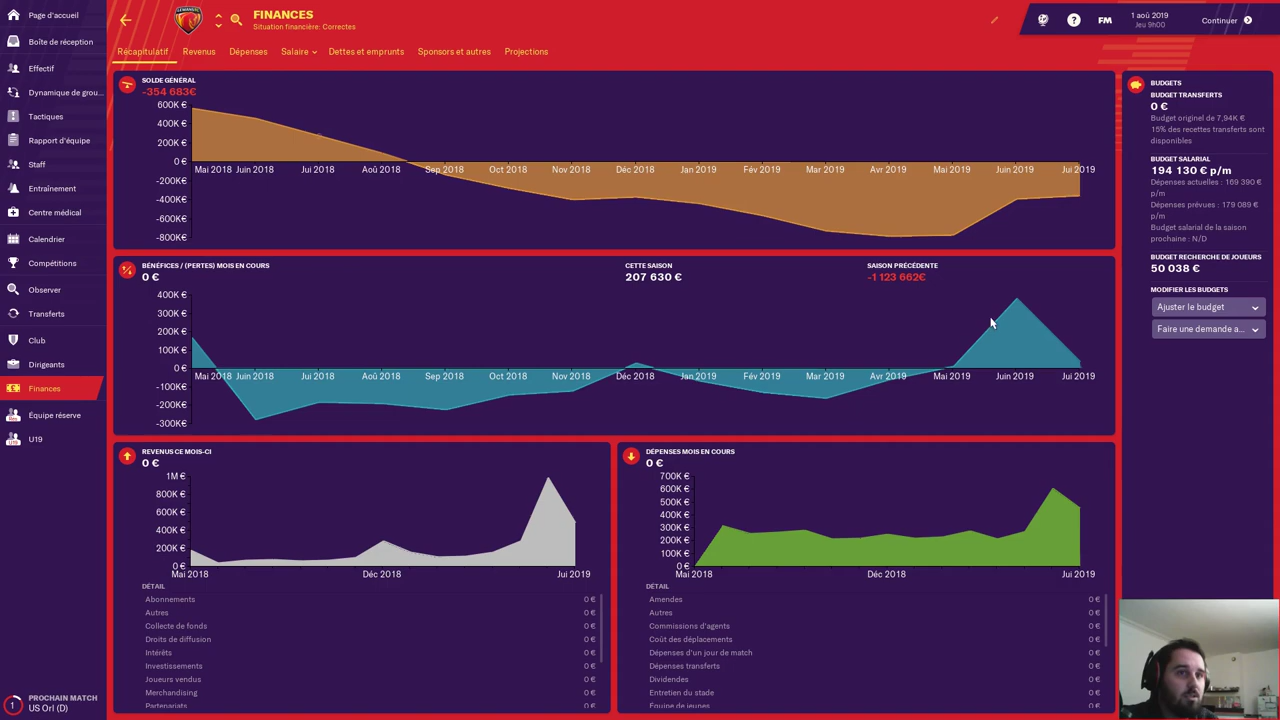 Page d'accueil
Boîte de réception
Effectif
Dynamique de grou...
Tactiques
Rapport d'équipe
Staff
Entraînement
Centre médical
Calendrier
Compétitions
Observer
Transferts
Club
Dirigeants
Finances
Équipe réserve
U19
1
PROCHAIN MATCH
US Orl (D)
FINANCES
Situation financière: Correctes
?
FM
1 aoû 2019
Jeu 9h00
Continuer
Récapitulatif Revenus Dépenses Salaire Dettes et emprunts Sponsors et autres Projections
SOLDE GÉNÉRAL
-354 683€
600K €
400K €
200K €
0 €
-200K€
-400K€
-600K€
-800K€
Mai 2018 Juin 2018 Jui 2018 Aoû 2018 Sep 2018 Oct 2018 Nov 2018 Déc 2018 Jan 2019 Fév 2019 Mar 2019 Avr 2019 Mai 2019 Juin 2019 Jui 2019
BÉNÉFICES / (PERTES) MOIS EN COURS
0 €
CETTE SAISON
207 630 €
SAISON PRÉCÉDENTE
-1 123 662€
400K €
300K €
200K €
100K €
0 €
-100K€
-200K€
-300K€
Mai 2018 Juin 2018 Jui 2018 Aoû 2018 Sep 2018 Oct 2018 Nov 2018 Déc 2018 Jan 2019 Fév 2019 Mar 2019 Avr 2019 Mai 2019 Juin 2019 Jui 2019
REVENUS CE MOIS-CI
0 €
1M €
800K €
600K €
400K €
200K €
0 €
Mai 2018 Déc 2018 Jui 2019
DÉTAIL
Abonnements 0 €
Autres 0 €
Collecte de fonds 0 €
Droits de diffusion 0 €
Intérêts 0 €
Investissements 0 €
Joueurs vendus 0 €
Merchandising 0 €
Partenariats 0 €
DÉPENSES MOIS EN COURS
0 €
700K €
600K €
500K €
400K €
300K €
200K €
100K €
0 €
Mai 2018 Déc 2018 Jui 2019
DÉTAIL
Amendes 0 €
Autres 0 €
Commissions d'agents 0 €
Coût des déplacements 0 €
Dépenses d'un jour de match 0 €
Dépenses transferts 0 €
Dividendes 0 €
Entretien du stade 0 €
Équipe de jeunes 0 €
BUDGETS
BUDGET TRANSFERTS
0 €
Budget originel de 7,94K €
15% des recettes transferts sont
disponibles
BUDGET SALARIAL
194 130 € p/m
Dépenses actuelles : 169 390 €
p/m
Dépenses prévues : 179 089 €
p/m
Budget salarial de la saison
prochaine : N/D
BUDGET RECHERCHE DE JOUEURS
50 038 €
MODIFIER LES BUDGETS
Ajuster le budget
Faire une demande a...